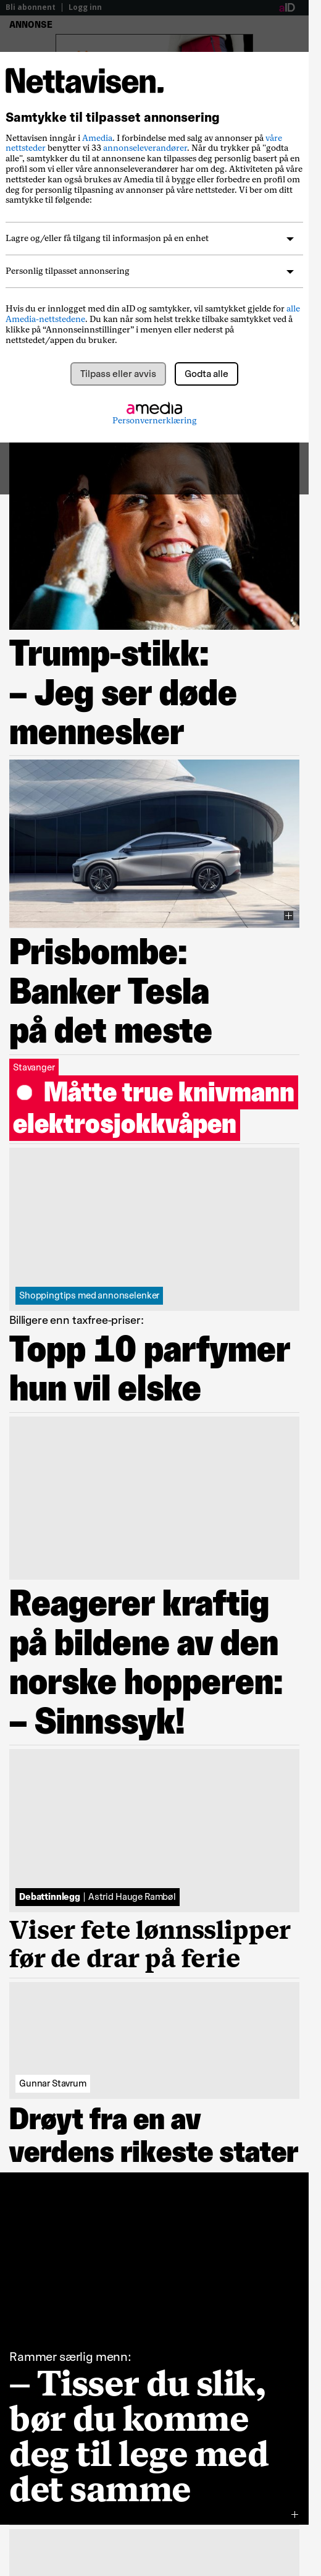 Bli abonnent | Logg inn
aID
ANNONSE
Nettavisen.
Samtykke til tilpasset annonsering
Nettavisen inngår i Amedia. I forbindelse med salg av annonser på våre
nettsteder benytter vi 33 annonseleverandører. Når du trykker på "godta
alle", samtykker du til at annonsene kan tilpasses deg personlig basert på en
profil som vi eller våre annonseleverandører har om deg. Aktiviteten på våre
nettsteder kan også brukes av Amedia til å bygge eller forbedre en profil om
deg for personlig tilpasning av annonser på våre nettsteder. Vi ber om ditt
samtykke til følgende:
Lagre og/eller få tilgang til informasjon på en enhet
Personlig tilpasset annonsering
Hvis du er innlogget med din aID og samtykker, vil samtykket gjelde for alle
Amedia-nettstedene. Du kan når som helst trekke tilbake samtykket ved å
klikke på “Annonseinnstillinger” i menyen eller nederst på
nettstedet/appen du bruker.
Tilpass eller avvis
Godta alle
amedia
Personvernerklæring
Trump-stikk:
– Jeg ser døde
mennesker
Prisbombe:
Banker Tesla
på det meste
Stavanger
Måtte true knivmann
elektrosjokkvåpen
Shoppingtips med annonselenker
Billigere enn taxfree-priser:
Topp 10 parfymer
hun vil elske
Reagerer kraftig
på bildene av den
norske hopperen:
– Sinnssyk!
Debattinnlegg | Astrid Hauge Rambøl
Viser fete lønnsslipper
før de drar på ferie
Gunnar Stavrum
Drøyt fra en av
verdens rikeste stater
Rammer særlig menn:
– Tisser du slik,
bør du komme
deg til lege med
det samme